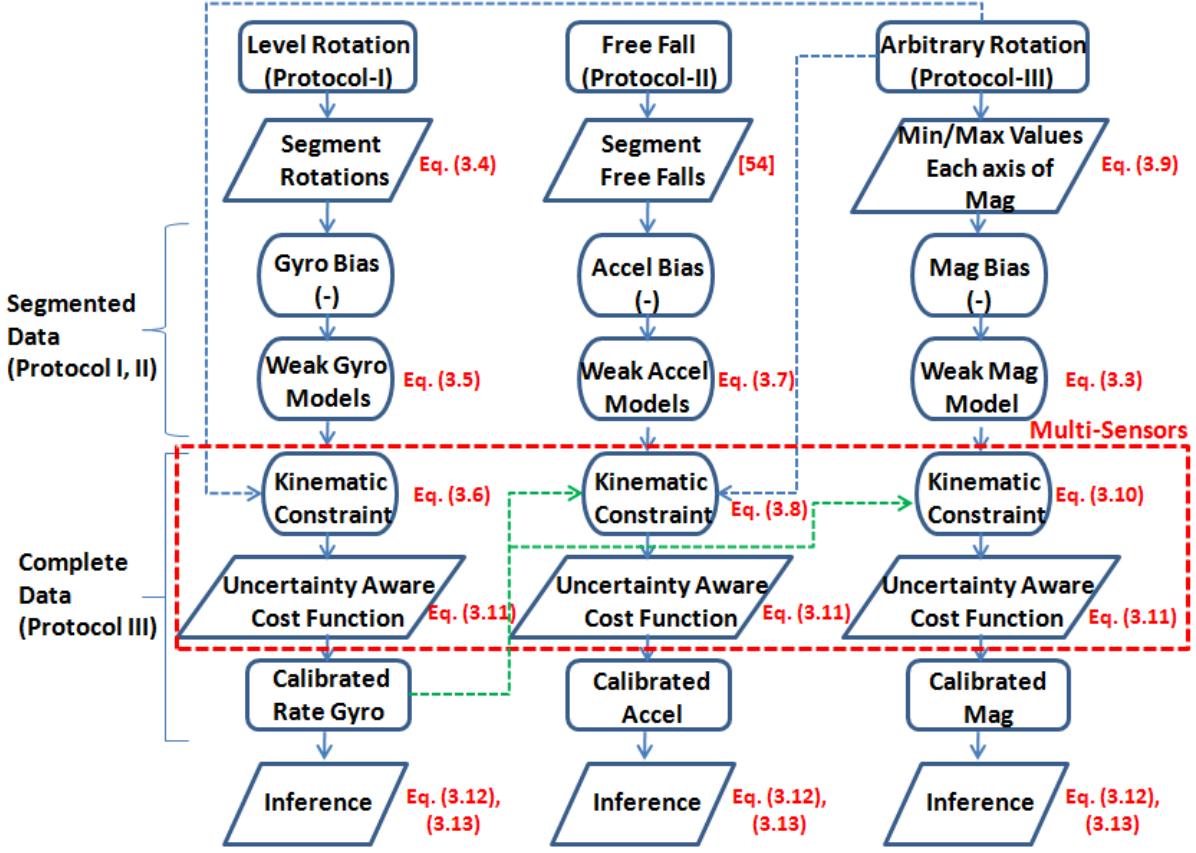 Level Rotation
(Protocol-I)
Free Fall
(Protocol-II)
Arbitrary Rotation
(Protocol-III)
Segment
Rotations
Eq. (3.4)
Segment
Free Falls
[54]
Min/Max Values
Each axis of
Mag
Eq. (3.9)
Segmented
Data
(Protocol I, II)
Gyro Bias
(-)
Accel Bias
(-)
Mag Bias
(-)
Weak Gyro
Models
Eq. (3.5)
Weak Accel
Models
Eq. (3.7)
Weak Mag
Model
Eq. (3.3)
Multi-Sensors
Complete
Data
(Protocol III)
Kinematic
Constraint
Eq. (3.6)
Kinematic
Constraint
Eq. (3.8)
Kinematic
Constraint
Eq. (3.10)
Uncertainty Aware
Cost Function
Eq. (3.11)
Uncertainty Aware
Cost Function
Eq. (3.11)
Uncertainty Aware
Cost Function
Eq. (3.11)
Calibrated
Rate Gyro
Calibrated
Accel
Calibrated
Mag
Inference
Eq. (3.12),
(3.13)
Inference
Eq. (3.12),
(3.13)
Inference
Eq. (3.12),
(3.13)